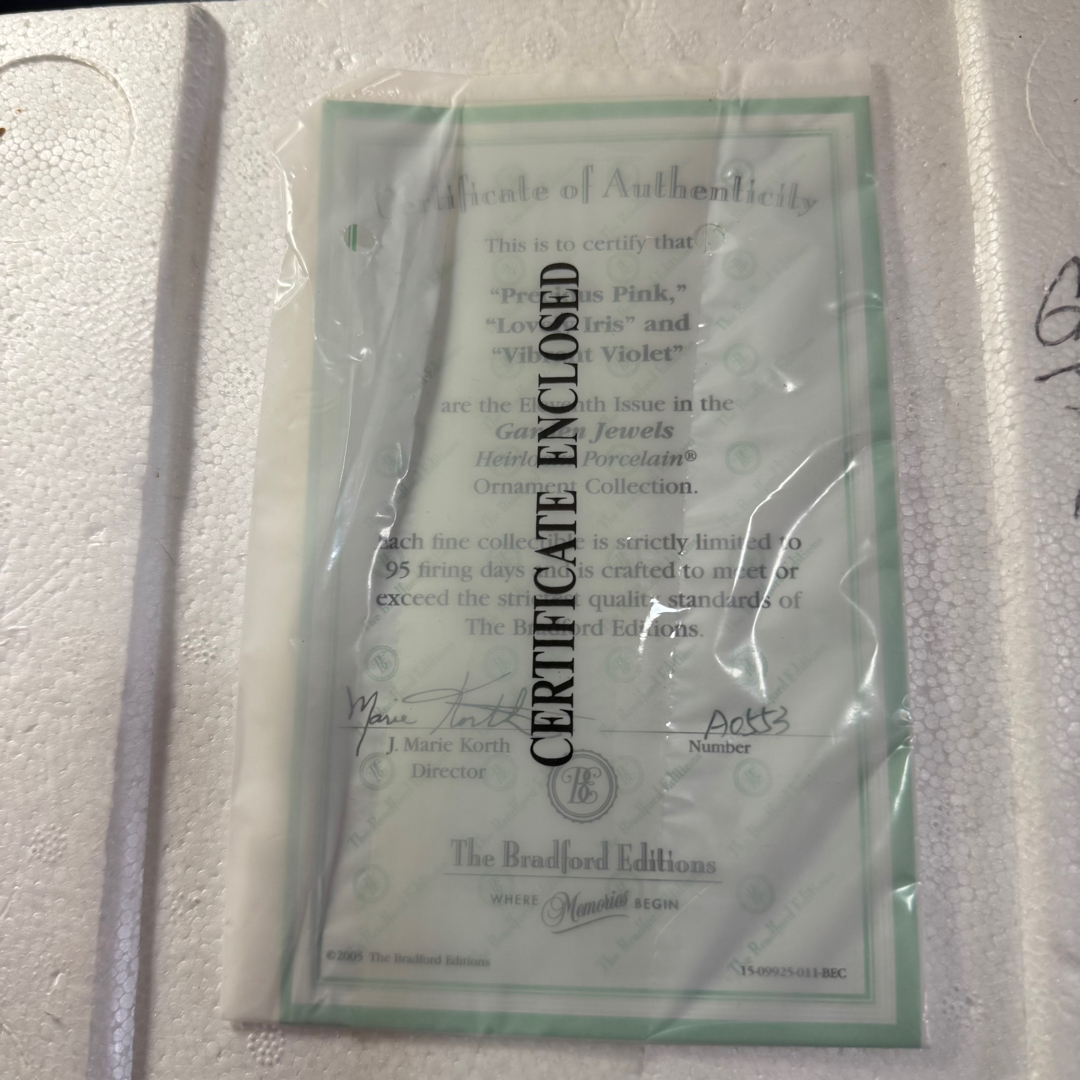 Certificate of Authenticity
This is to certify that
"Precious Pink,"
"Lovely Iris" and
"Vibrant Violet"
are the Eleventh Issue in the
Garden Jewels
Heirloom Porcelain®
Ornament Collection.
Each fine collectible is strictly limited to
95 firing days and is crafted to meet or
exceed the strictest quality standards of
The Bradford Editions.
CERTIFICATE ENCLOSED
Marie Korth
A0553
J. Marie Korth
Number
Director
BE
The Bradford Editions
WHERE Memories BEGIN
©2005 The Bradford Editions
15-09925-011-BEC